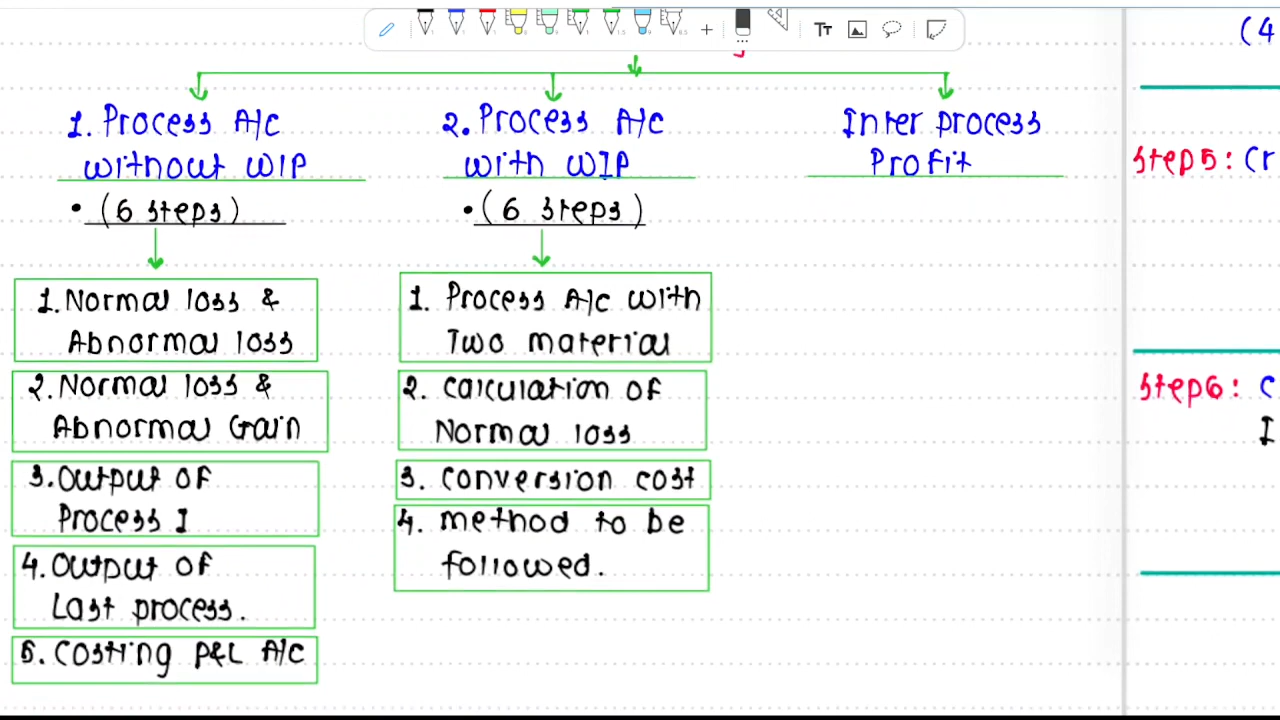 1. Process A/c
without WIP
• (6 steps)
1. Normal loss &
Abnormal loss
2. Normal loss &
Abnormal Gain
3. Output of
Process I
4. Output of
Last process.
5. Costing P&L A/c
2. Process A/c
with WIP
• (6 steps)
1. Process A/c with
Two material
2. Calculation of
Normal loss
3. Conversion cost
4. method to be
followed.
Inter process
Profit
(4
Step5: Cr
Step6: C
I